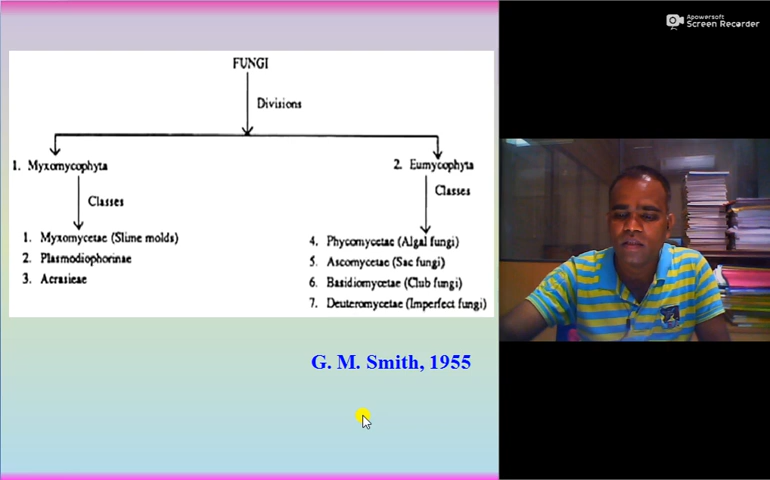 Apowersoft
Screen Recorder
FUNGI
Divisions
1. Myxomycophyta
2. Eumycophyta
Classes
Classes
1. Myxomycetae (Slime molds)
2. Plasmodiophorinae
3. Acrasieae
4. Phycomycetae (Algal fungi)
5. Ascomycetae (Sac fungi)
6. Basidiomycetae (Club fungi)
7. Deuteromycetae (Imperfect fungi)
G. M. Smith, 1955